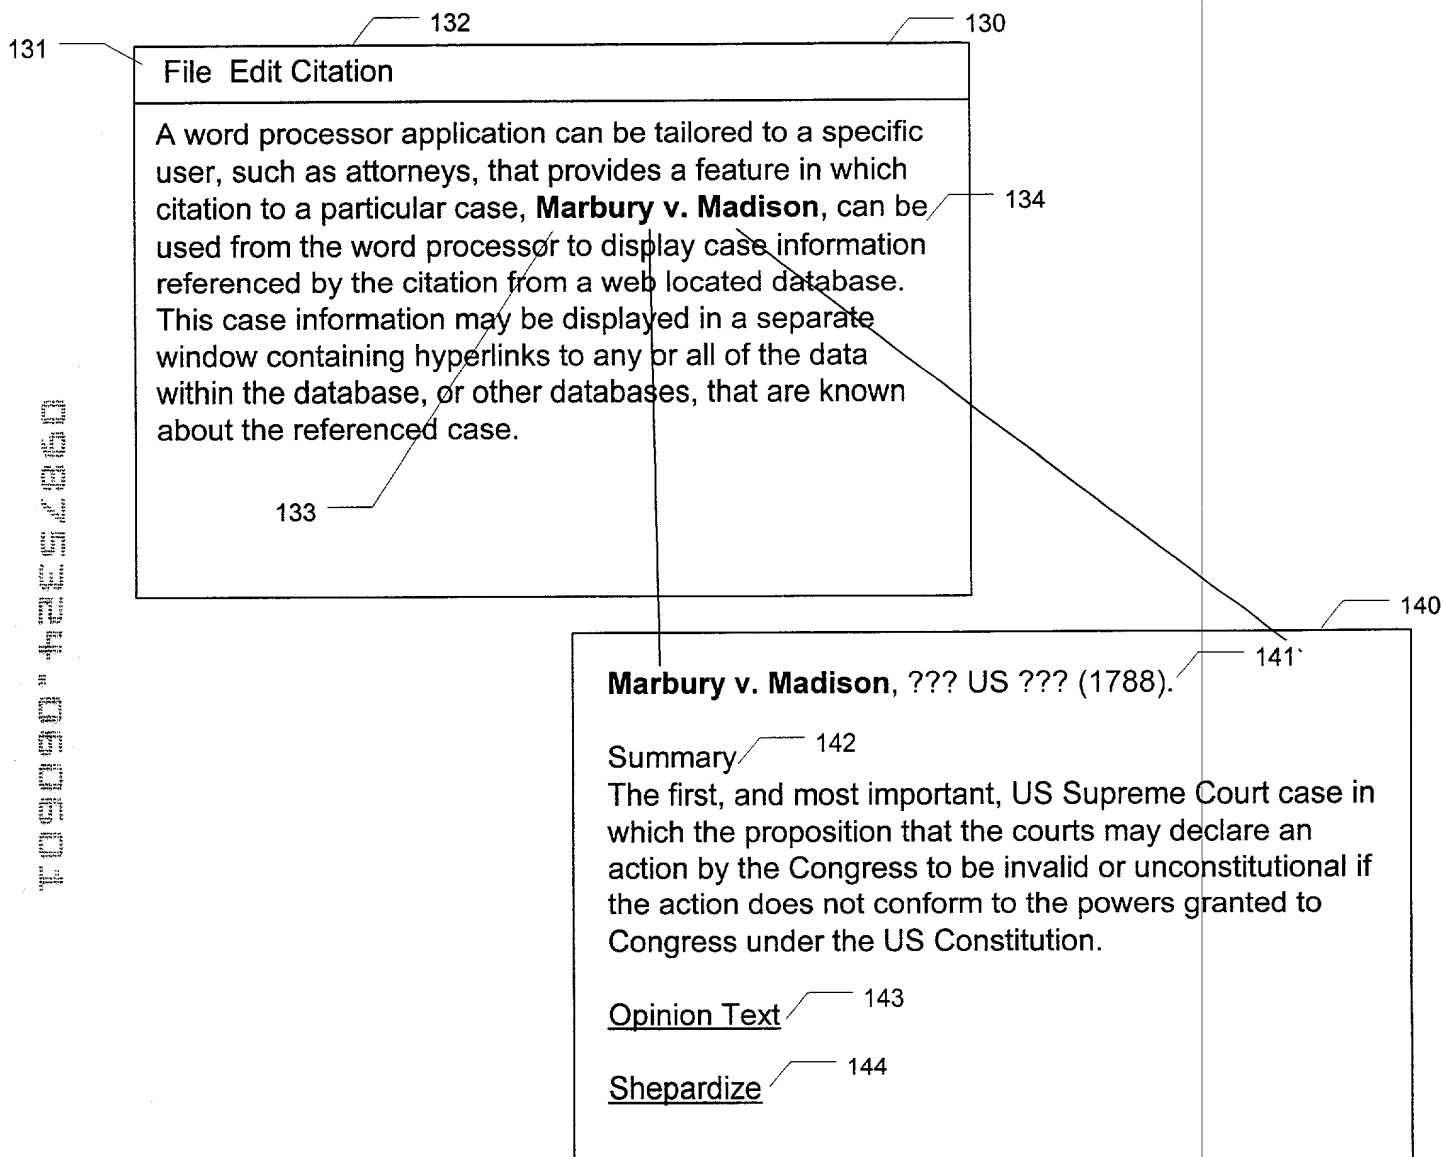 132
130
131
File Edit Citation
A word processor application can be tailored to a specific
user, such as attorneys, that provides a feature in which
citation to a particular case, Marbury v. Madison, can be
134
used from the word processor to display case information
referenced by the citation from a web located database.
This case information may be displayed in a separate
window containing hyperlinks to any or all of the data
within the database, or other databases, that are known
about the referenced case.
133
09875324.060601
140
141
Marbury v. Madison, ??? US ??? (1788).
Summary
142
The first, and most important, US Supreme Court case in
which the proposition that the courts may declare an
action by the Congress to be invalid or unconstitutional if
the action does not conform to the powers granted to
Congress under the US Constitution.
Opinion Text
143
Shepardize
144